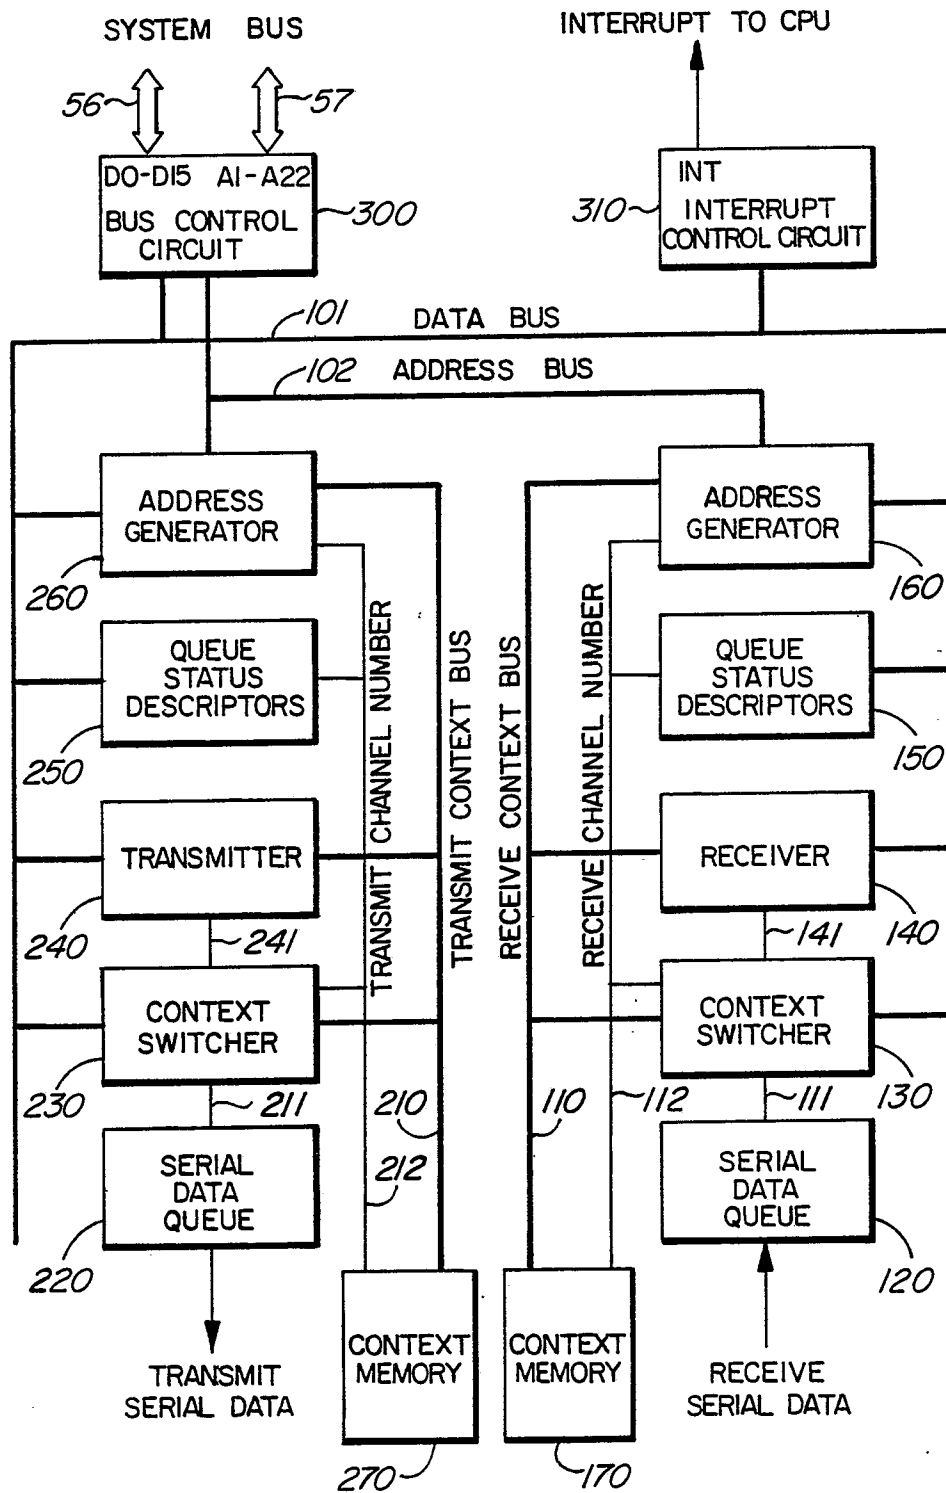 SYSTEM BUS
INTERRUPT TO CPU
56
57
D0-D15 A1-A22
BUS CONTROL
CIRCUIT
300
INT
INTERRUPT
CONTROL CIRCUIT
310
101
DATA BUS
102
ADDRESS BUS
ADDRESS
GENERATOR
260
ADDRESS
GENERATOR
160
QUEUE
STATUS
DESCRIPTORS
250
QUEUE
STATUS
DESCRIPTORS
150
TRANSMIT CHANNEL NUMBER
TRANSMIT CONTEXT BUS
RECEIVE CONTEXT BUS
RECEIVE CHANNEL NUMBER
TRANSMITTER
240
241
RECEIVER
140
141
CONTEXT
SWITCHER
230
211
CONTEXT
SWITCHER
130
111
210
212
110
112
SERIAL
DATA
QUEUE
220
SERIAL
DATA
QUEUE
120
TRANSMIT
SERIAL DATA
CONTEXT
MEMORY
270
CONTEXT
MEMORY
170
RECEIVE
SERIAL DATA